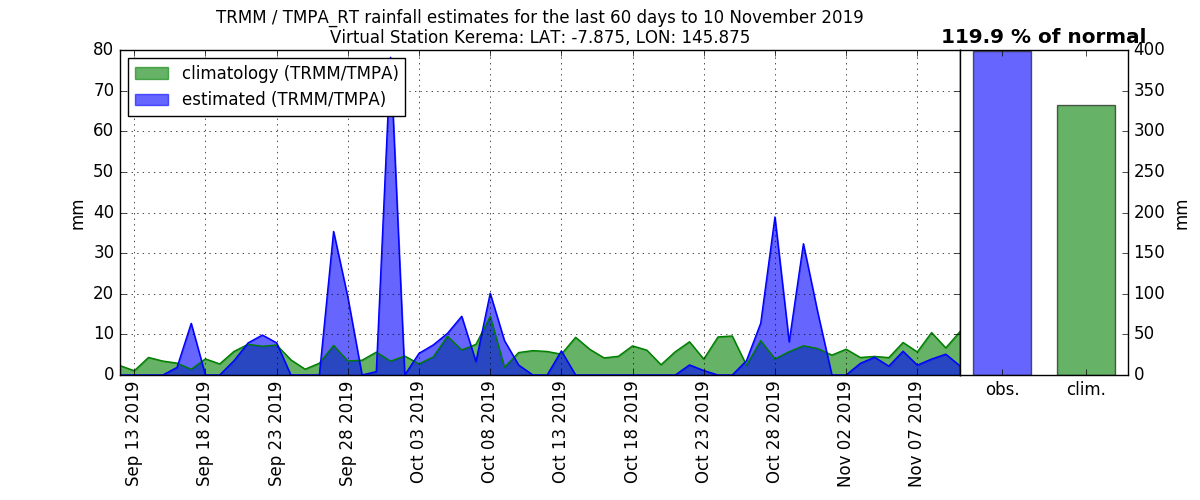 TRMM / TMPA_RT rainfall estimates for the last 60 days to 10 November 2019
Virtual Station Kerema: LAT: -7.875, LON: 145.875
119.9 % of normal
climatology (TRMM/TMPA)
estimated (TRMM/TMPA)
80
70
60
50
40
30
20
10
0
mm
Sep 13 2019
Sep 18 2019
Sep 23 2019
Sep 28 2019
Oct 03 2019
Oct 08 2019
Oct 13 2019
Oct 18 2019
Oct 23 2019
Oct 28 2019
Nov 02 2019
Nov 07 2019
obs.
clim.
400
350
300
250
200
150
100
50
0
mm